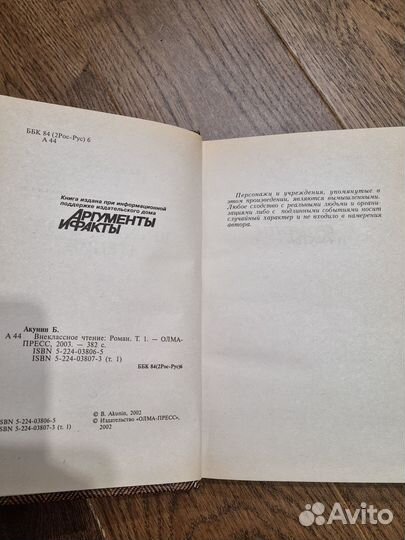 ББК 84 (2Рос-Рус) 6
А 44
Книга издана при информационной
поддержке издательского дома
АРГУМЕНТЫ
И ФАКТЫ
Акунин Б.
А 44 Внеклассное чтение: Роман. Т. 1. — ОЛМА-
ПРЕСС, 2003. — 382 с.
ISBN 5-224-03806-5
ISBN 5-224-03807-3 (т. 1)
ББК 84(2Рос-Рус)6
ISBN 5-224-03806-5
ISBN 5-224-03807-3 (т. 1)
© B. Akunin, 2002
© Издательство «ОЛМА-ПРЕСС»,
2002
Персонажи и учреждения, упомянутые в
этом произведении, являются вымышленными.
Любое сходство с реальными людьми и органи-
зациями либо с подлинными событиями носит
случайный характер и не входило в намерения
автора.
Avito